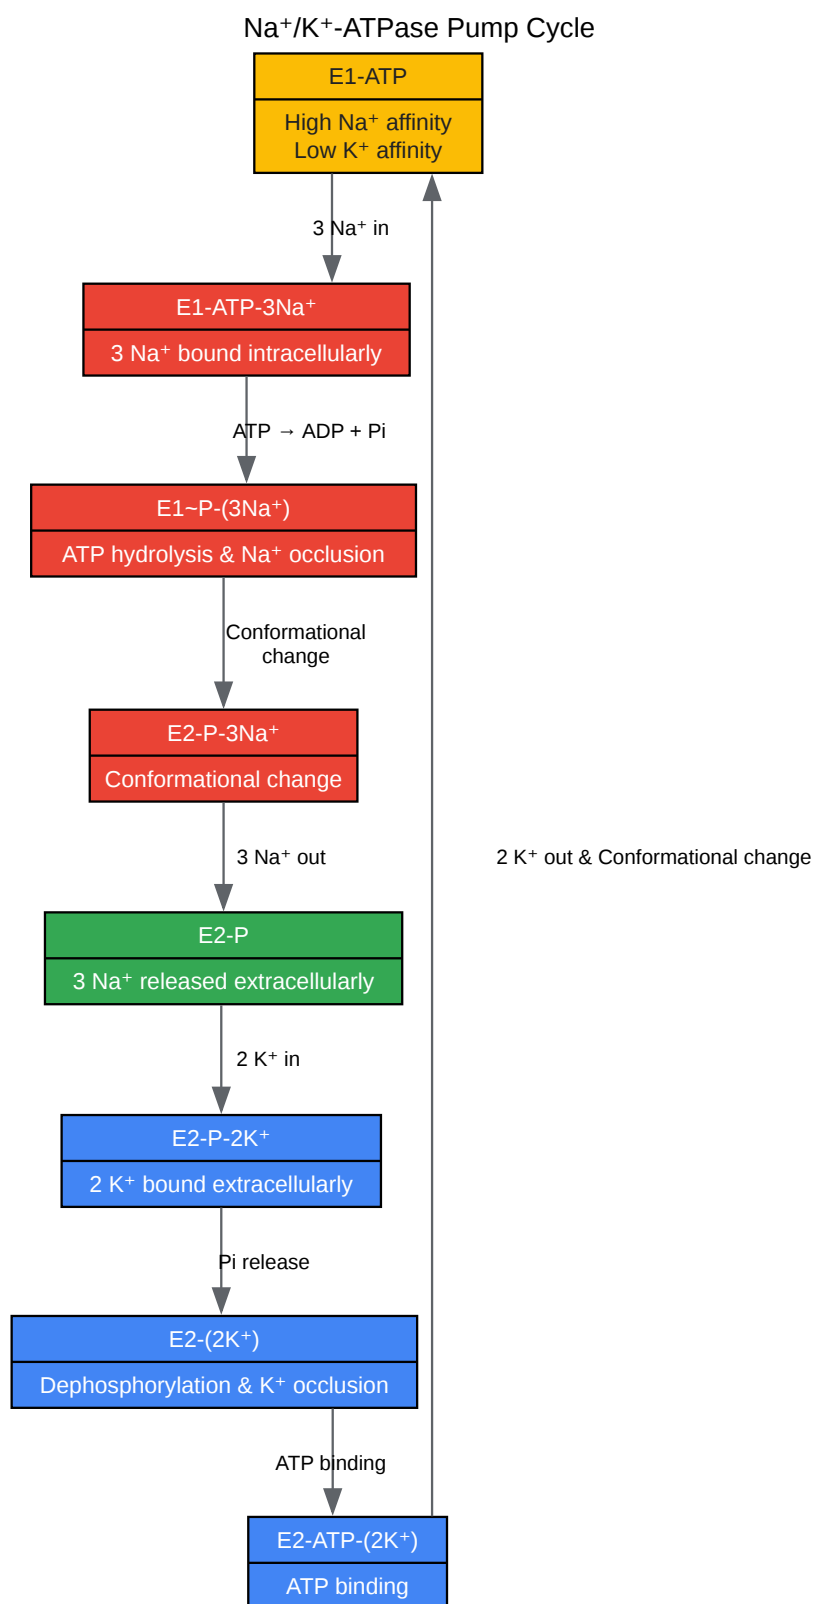 Na⁺/K⁺-ATPase Pump Cycle
E1-ATP
High Na⁺ affinity
Low K⁺ affinity
3 Na⁺ in
E1-ATP-3Na⁺
3 Na⁺ bound intracellularly
ATP → ADP + Pi
E1~P-(3Na⁺)
ATP hydrolysis & Na⁺ occlusion
Conformational
change
E2-P-3Na⁺
Conformational change
3 Na⁺ out
2 K⁺ out & Conformational change
E2-P
3 Na⁺ released extracellularly
2 K⁺ in
E2-P-2K⁺
2 K⁺ bound extracellularly
Pi release
E2-(2K⁺)
Dephosphorylation & K⁺ occlusion
ATP binding
E2-ATP-(2K⁺)
ATP binding